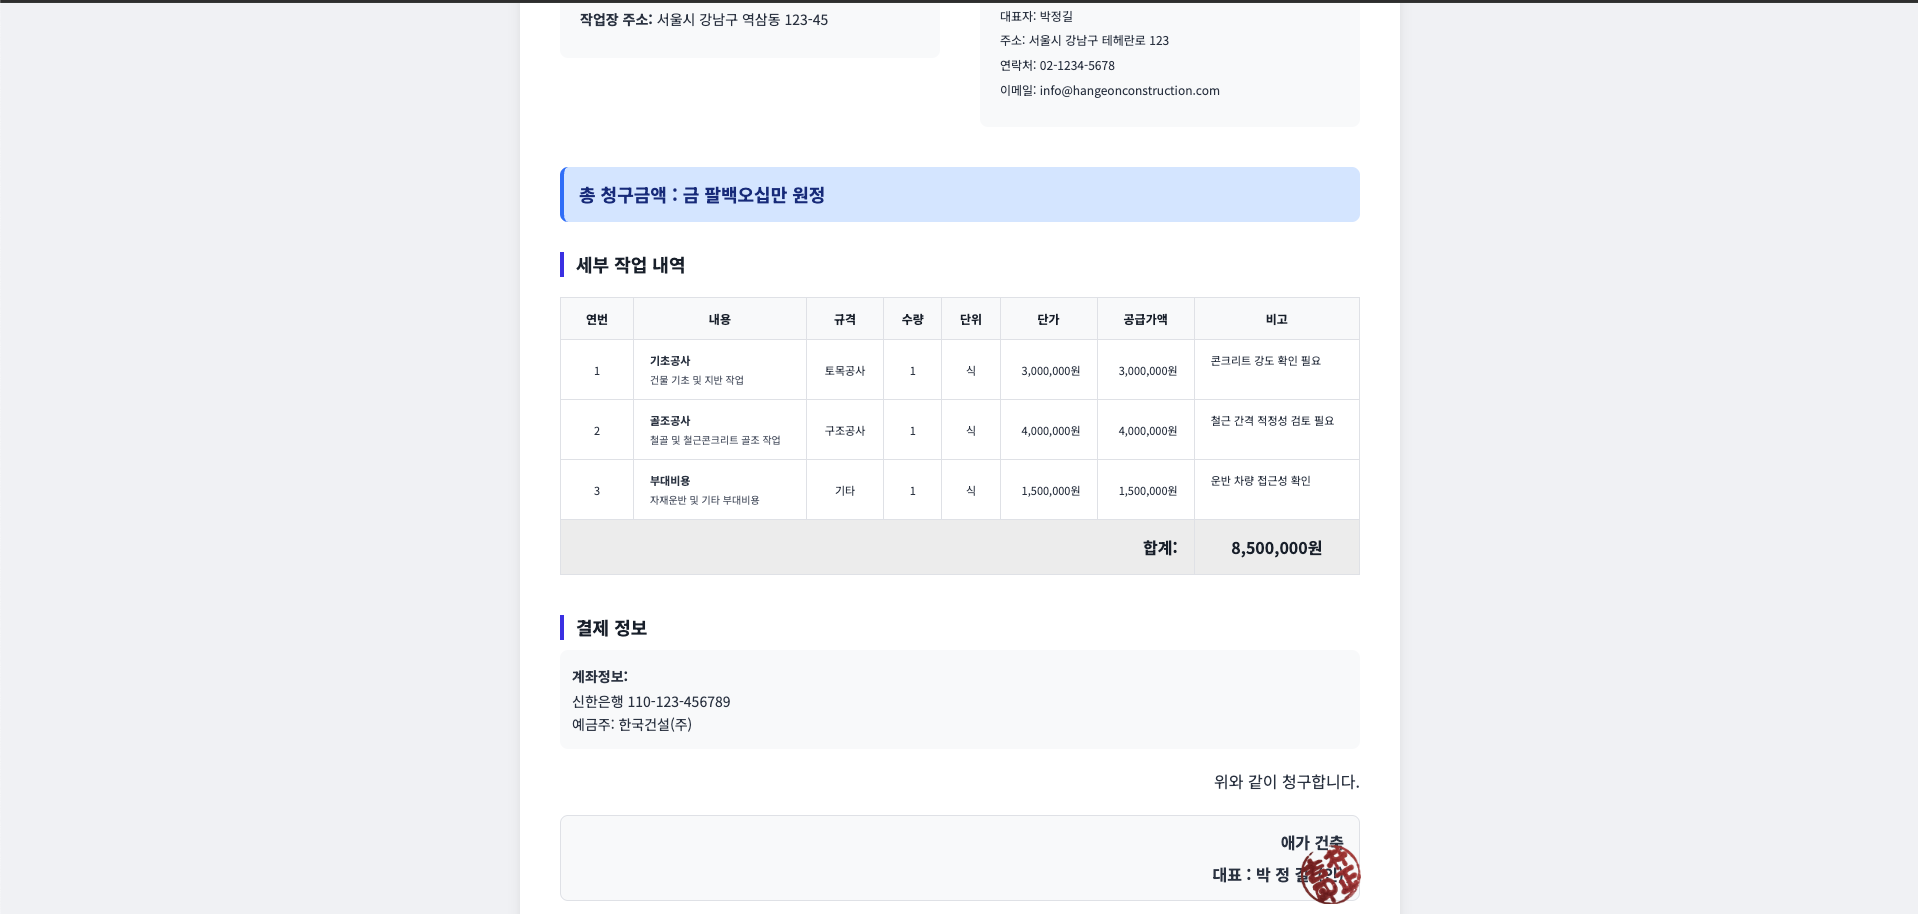 작업장 주소: 서울시 강남구 역삼동 123-45
대표자: 박정길
주소: 서울시 강남구 테헤란로 123
연락처: 02-1234-5678
이메일: info@hangeonconstruction.com
총 청구금액 : 금 팔백오십만 원정
세부 작업 내역
연번 내용 규격 수량 단위 단가 공급가액 비고
1 기초공사 토목공사 1 식 3,000,000원 3,000,000원 콘크리트 강도 확인 필요
건물 기초 및 지반 작업
2 골조공사 구조공사 1 식 4,000,000원 4,000,000원 철근 간격 적정성 검토 필요
철골 및 철근콘크리트 골조 작업
3 부대비용 기타 1 식 1,500,000원 1,500,000원 운반 차량 접근성 확인
자재운반 및 기타 부대비용
합계: 8,500,000원
결제 정보
계좌정보:
신한은행 110-123-456789
예금주: 한국건설(주)
위와 같이 청구합니다.
애가 건축
대표 : 박 정 길